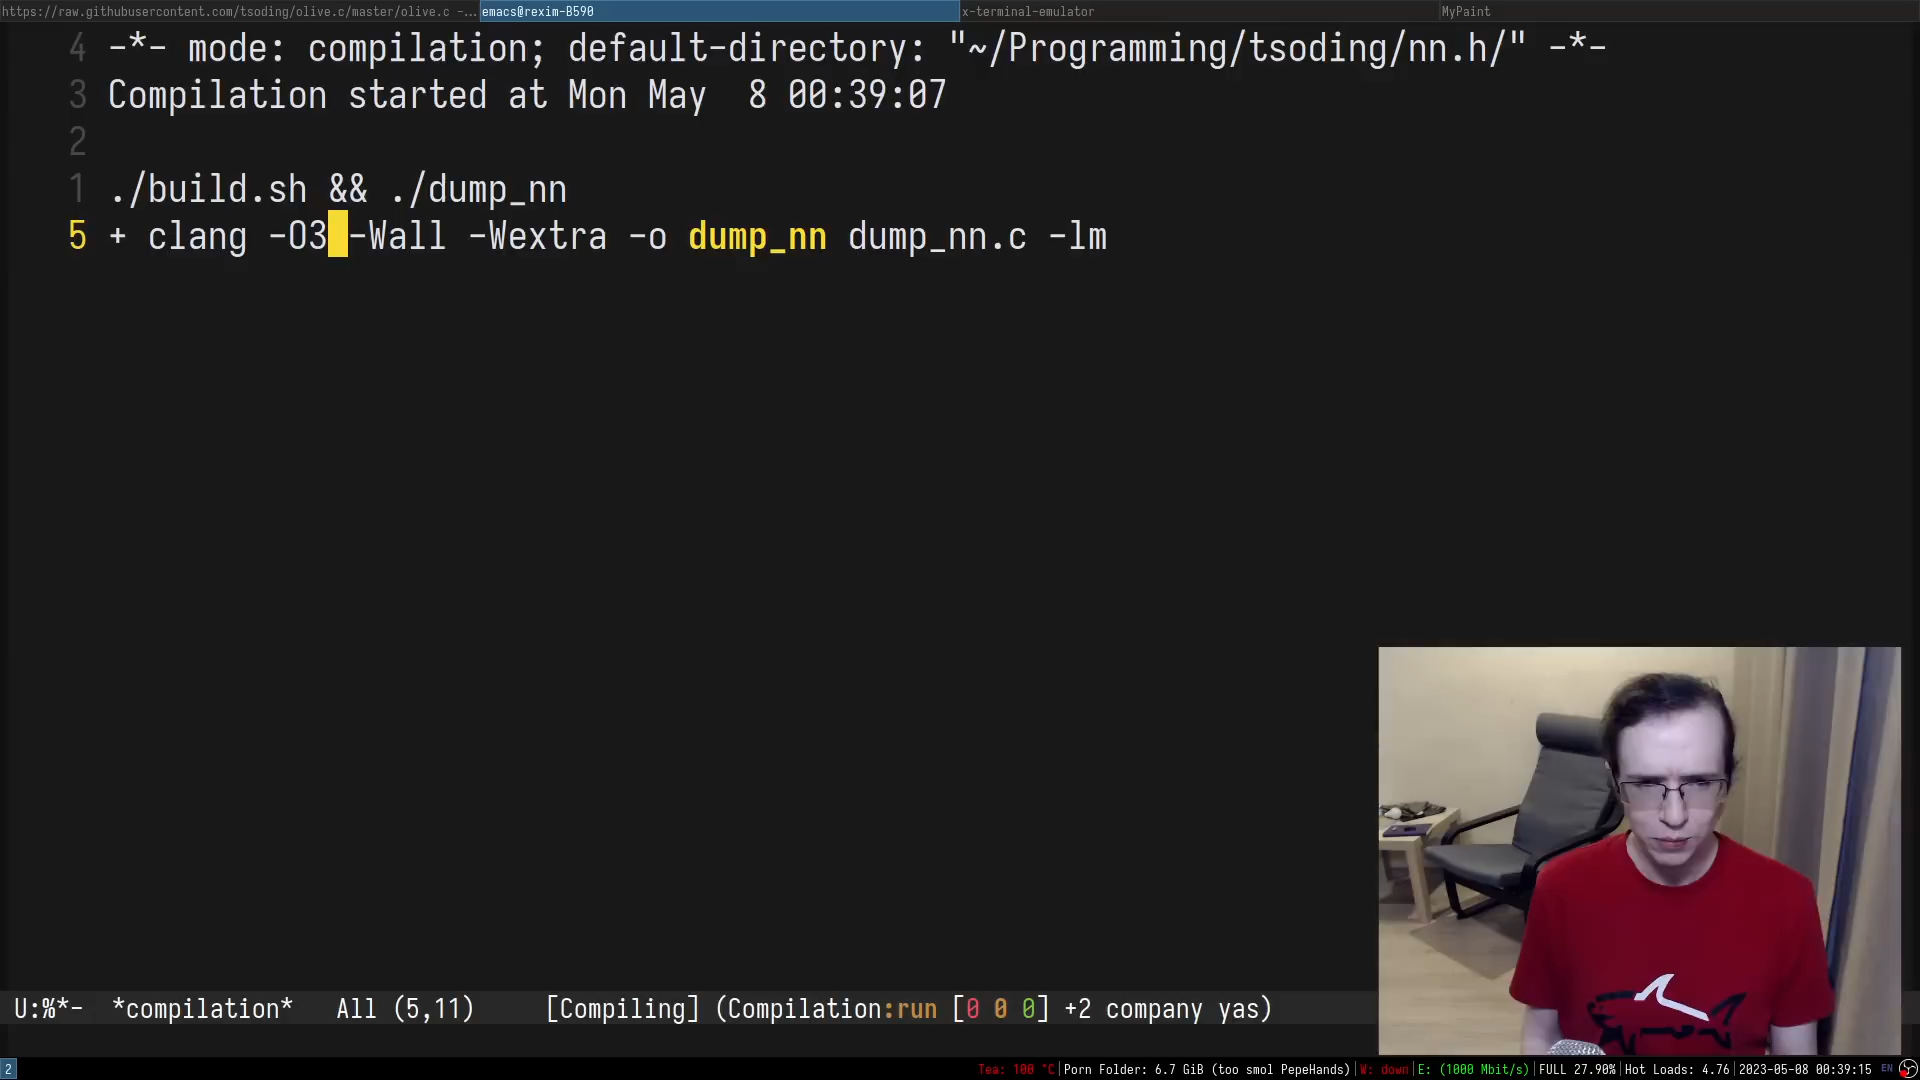 https://raw.githubusercontent.com/tsoding/olive.c/master/olive.c -... emacs@rexim-B590 x-terminal-emulator MyPaint
4 -*- mode: compilation; default-directory: "~/Programming/tsoding/nn.h/" -*-
3 Compilation started at Mon May  8 00:39:07
2
1 ./build.sh && ./dump_nn
5 + clang -O3 -Wall -Wextra -o dump_nn dump_nn.c -lm
U:%*-  *compilation*   All (5,11)     [Compiling] (Compilation:run [0 0 0] +2 company yas)
2 Tea: 100 °C|Porn Folder: 6.7 GiB (too smol PepeHands)|W: down|E: (1000 Mbit/s)|FULL 27.90%|Hot Loads: 4.76|2023-05-08 00:39:15 EN